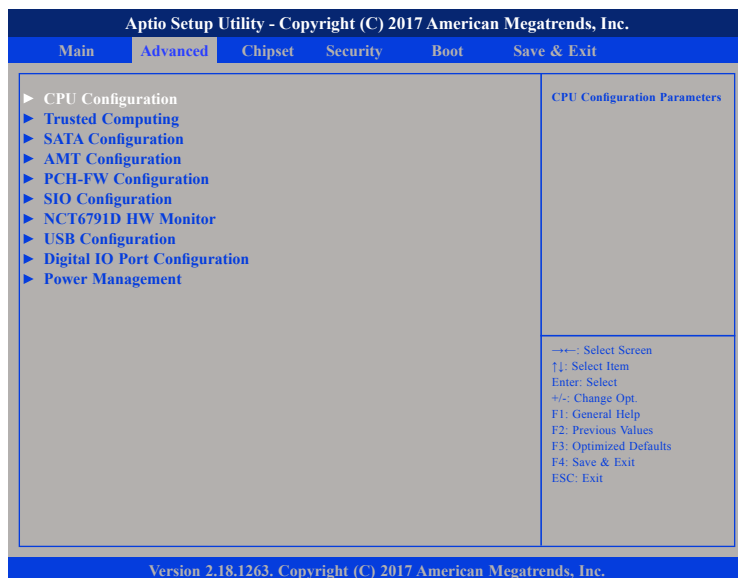 Aptio Setup Utility - Copyright (C) 2017 American Megatrends, Inc.
Main Advanced Chipset Security Boot Save & Exit
► CPU Configuration
► Trusted Computing
► SATA Configuration
► AMT Configuration
► PCH-FW Configuration
► SIO Configuration
► NCT6791D HW Monitor
► USB Configuration
► Digital IO Port Configuration
► Power Management
CPU Configuration Parameters
→←: Select Screen
↑↓: Select Item
Enter: Select
+/-: Change Opt.
F1: General Help
F2: Previous Values
F3: Optimized Defaults
F4: Save & Exit
ESC: Exit
Version 2.18.1263. Copyright (C) 2017 American Megatrends, Inc.